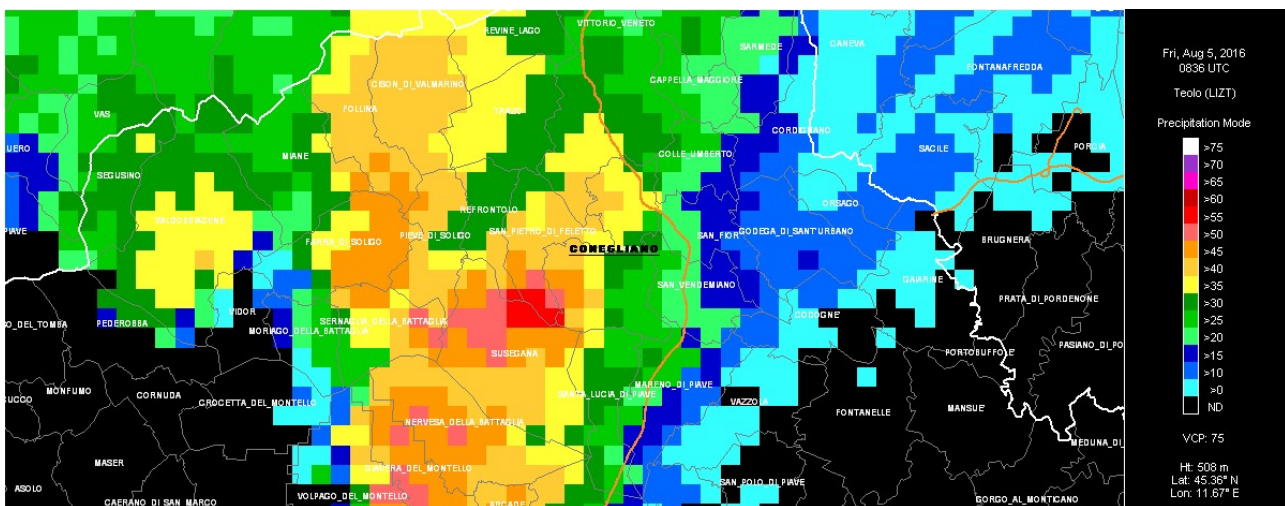 VITTORIO_VENETO
REVINE_LAGO
SARMEDE
CANEVA
FONTANAFREDDA
CISON_DI_VALMARINO
CAPPELLA_MAGGIORE
FOLLINA
TARZO
VAS
CORDIGNANO
UERO
MIANE
COLLE_UMBERTO
SACILE
PORCIA
SEGUSINO
ORSAGO
REFRONTOLO
VALDOBBIADENE
PIAVE
FARRA_DI_SOLIGO
PIEVE_DI_SOLIGO
SAN_PIETRO_DI_FELETTO
SAN_FIOR
GODEGA_DI_SANT'URBANO
BRUGNERA
CONEGLIANO
GAIARINE
SAN_VENDEMIANO
PRATA_DI_PORDENONE
VIDOR
CODOGNE'
O_DEL_TOMBA
PEDEROBBA
MORIAGO_DELLA_BATTAGLIA
SERNAGLIA_DELLA_BATTAGLIA
PASIANO_DI_PO
SUSEGANA
PORTOBUFFOLE'
MARENO_DI_PIAVE
MONFUMO
CORNUDA
SANTA_LUCIA_DI_PIAVE
CUCCO
CROCETTA_DEL_MONTELLO
VAZZOLA
FONTANELLE
MANSUE'
NERVESA_DELLA_BATTAGLIA
MEDUNA_DI
MASER
GIAVERA_DEL_MONTELLO
SAN_POLO_DI_PIAVE
ASOLO
VOLPAGO_DEL_MONTELLO
CAERANO_DI_SAN_MARCO
ARCADE
GORGO_AL_MONTICANO
Fri, Aug 5, 2016
0836 UTC
Teolo (LIZT)
Precipitation Mode
>75
>70
>65
>60
>55
>50
>45
>40
>35
>30
>25
>20
>15
>10
>0
ND
VCP: 75
Ht: 508 m
Lat: 45.36° N
Lon: 11.67° E